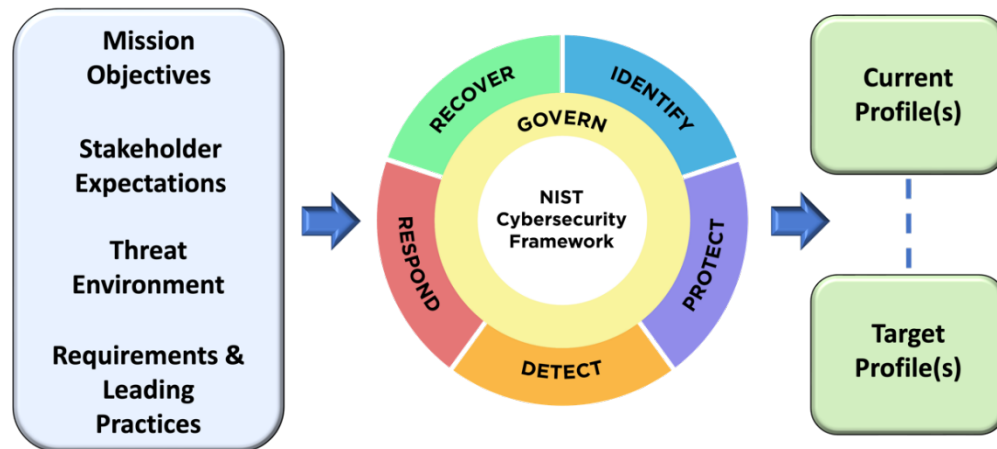 Mission
Objectives
Stakeholder
Expectations
Threat
Environment
Requirements &
Leading
Practices
RECOVER
IDENTIFY
GOVERN
NIST
Cybersecurity
Framework
RESPOND
PROTECT
DETECT
Current
Profile(s)
Target
Profile(s)